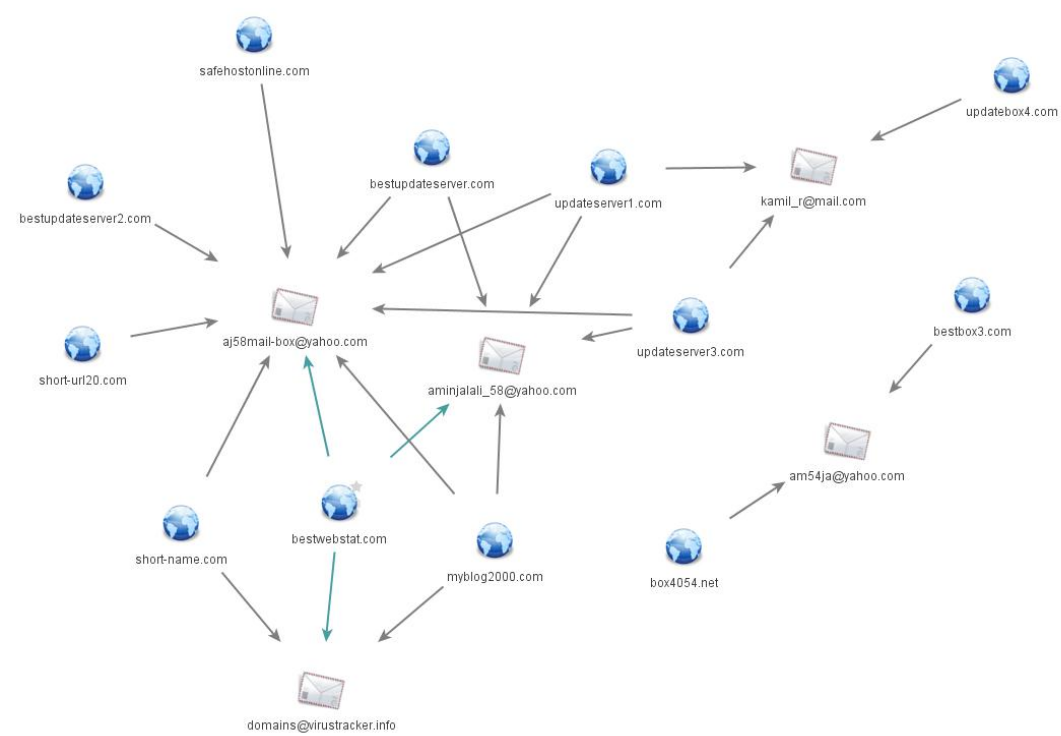 safehostonline.com
updatebox4.com
bestupdateserver.com
updateserver1.com
kamil_r@mail.com
bestupdateserver2.com
bestbox3.com
aj58mail-box@yahoo.com
updateserver3.com
short-url20.com
aminjalali_58@yahoo.com
am54ja@yahoo.com
bestwebstat.com
short-name.com
myblog2000.com
box4054.net
domains@virustracker.info